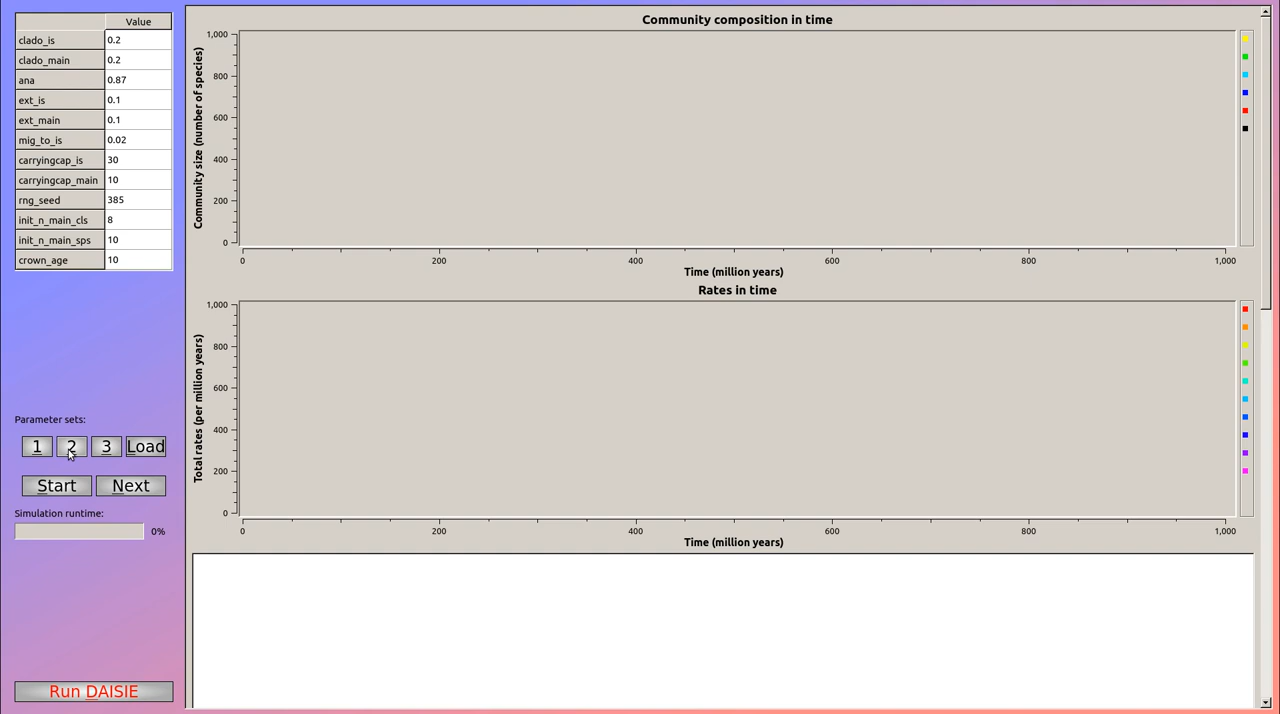 Value
clado_is 0.2
clado_main 0.2
ana 0.87
ext_is 0.1
ext_main 0.1
mig_to_is 0.02
carryingcap_is 30
carryingcap_main 10
rng_seed 385
init_n_main_cls 8
init_n_main_sps 10
crown_age 10
Parameter sets:
1 2 3 Load
Start Next
Simulation runtime:
0%
Run DAISIE
Community composition in time
Community size (number of species)
1,000
800
600
400
200
0
0 200 400 600 800 1,000
Time (million years)
Rates in time
Total rates (per million years)
1,000
800
600
400
200
0
0 200 400 600 800 1,000
Time (million years)